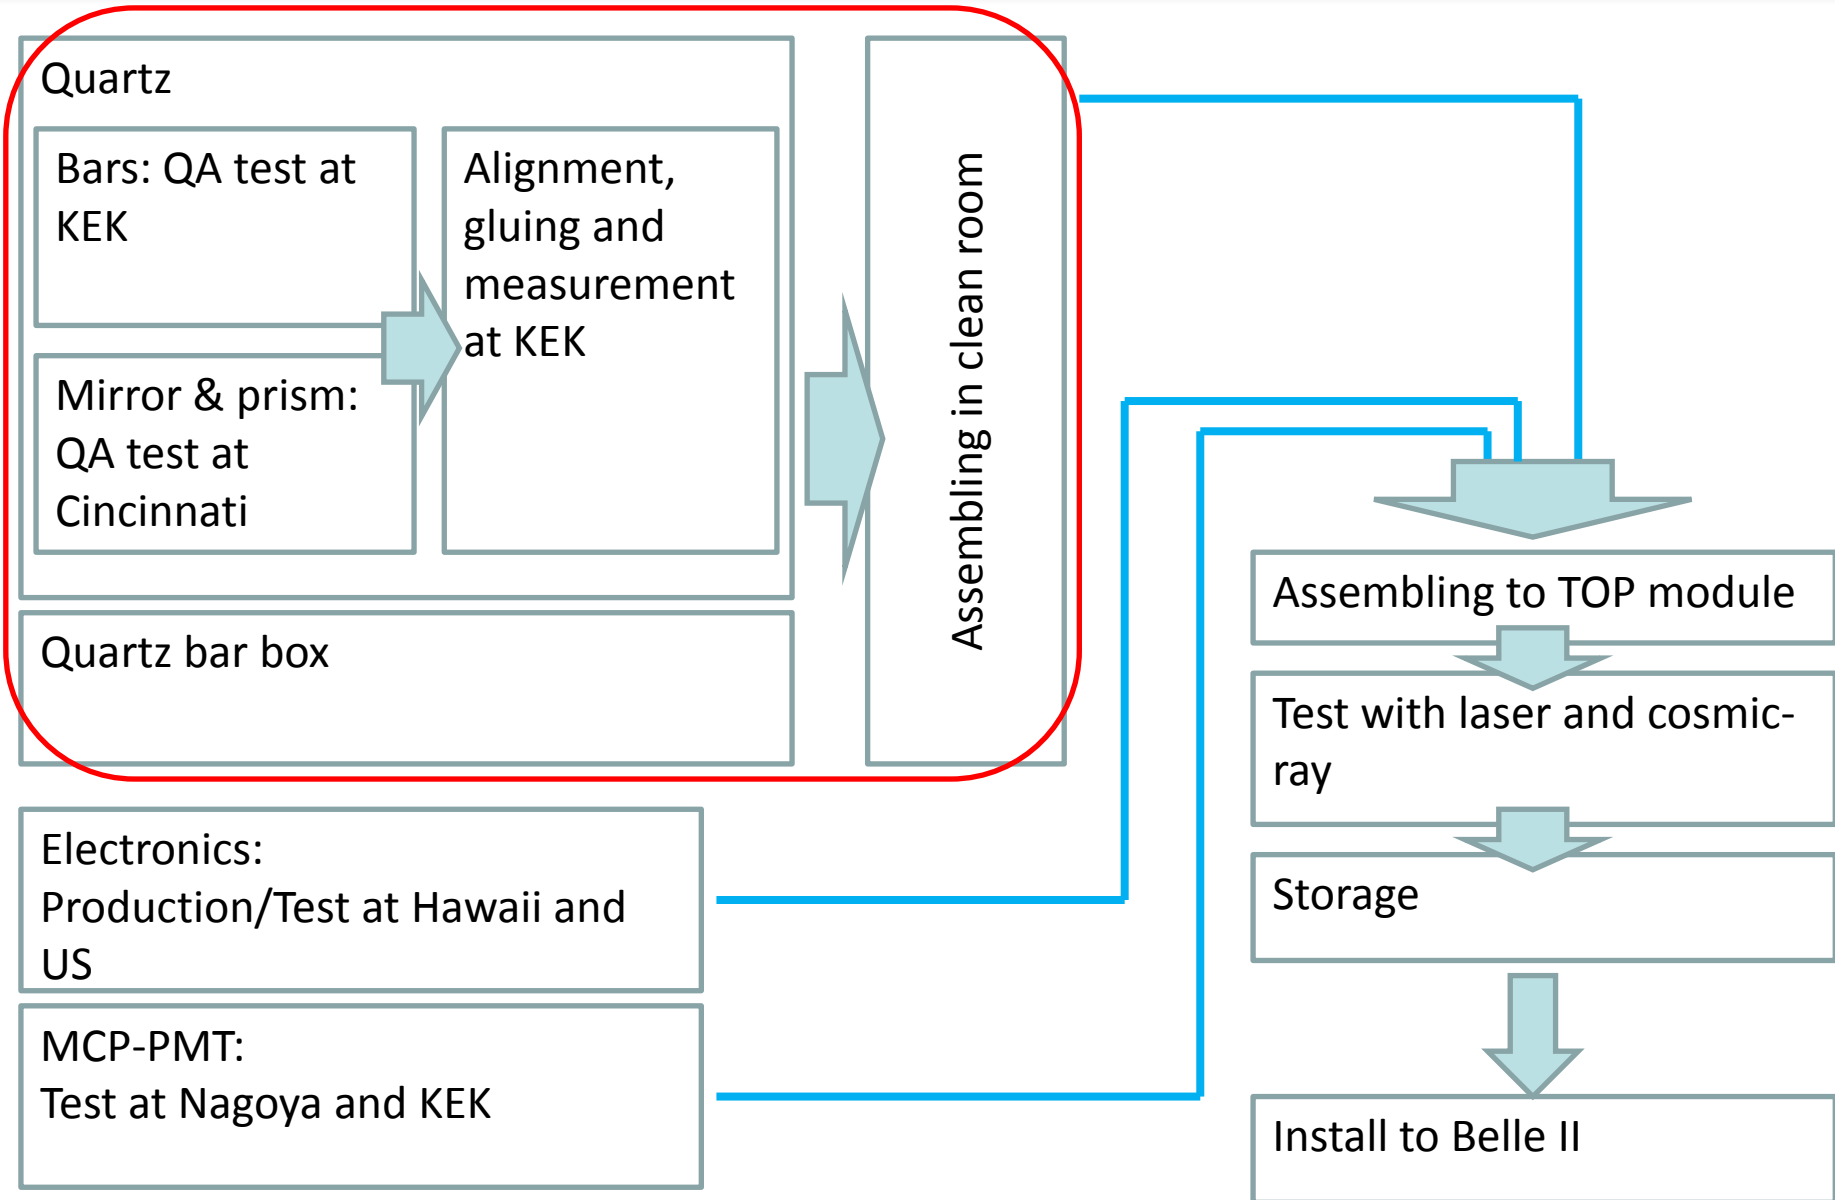 Quartz
Bars: QA test at
KEK
Mirror & prism:
QA test at
Cincinnati
Alignment,
gluing and
measurement
at KEK
Quartz bar box
Assembling in clean room
Electronics:
Production/Test at Hawaii and
US
MCP-PMT:
Test at Nagoya and KEK
Assembling to TOP module
Test with laser and cosmic-
ray
Storage
Install to Belle II